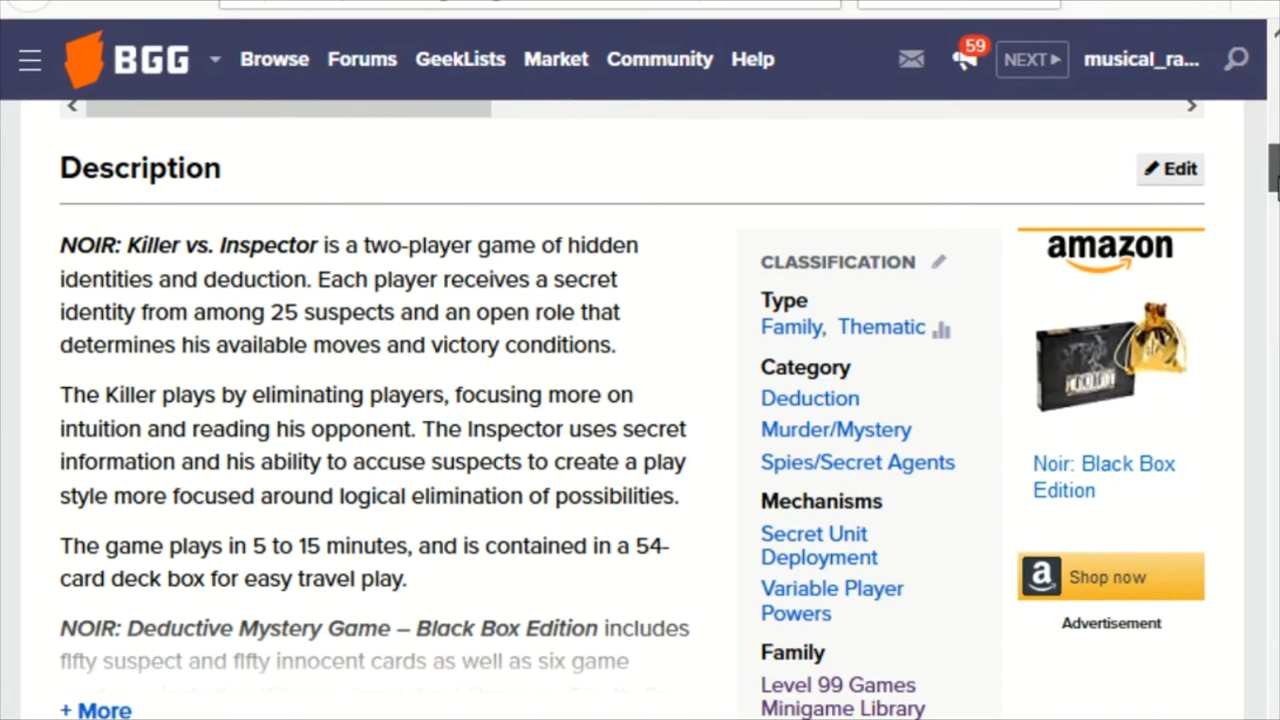 BGG
Browse Forums GeekLists Market Community Help
59
NEXT
musical_ra...
Description
Edit
NOIR: Killer vs. Inspector is a two-player game of hidden
identities and deduction. Each player receives a secret
identity from among 25 suspects and an open role that
determines his available moves and victory conditions.
The Killer plays by eliminating players, focusing more on
intuition and reading his opponent. The Inspector uses secret
information and his ability to accuse suspects to create a play
style more focused around logical elimination of possibilities.
The game plays in 5 to 15 minutes, and is contained in a 54-
card deck box for easy travel play.
NOIR: Deductive Mystery Game – Black Box Edition includes
fifty suspect and fifty innocent cards as well as six game
+ More
CLASSIFICATION
Type
Family, Thematic
Category
Deduction
Murder/Mystery
Spies/Secret Agents
Mechanisms
Secret Unit
Deployment
Variable Player
Powers
Family
Level 99 Games
Minigame Library
amazon
Noir: Black Box
Edition
a Shop now
Advertisement